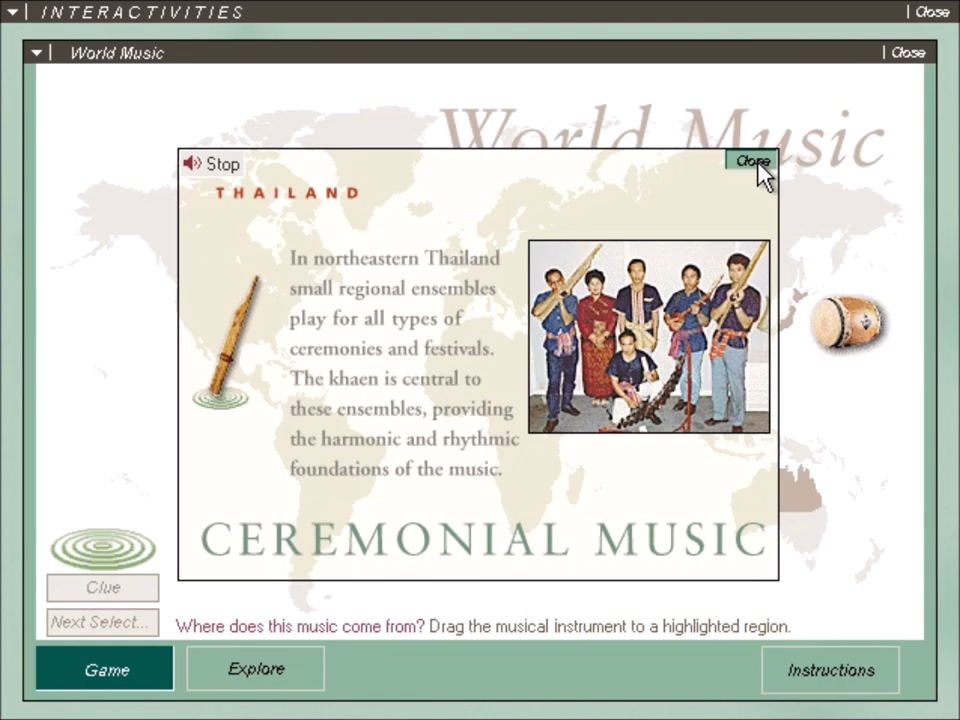 INTERACTIVITIES
Close
World Music
Close
World Music
Stop
Close
THAILAND
In northeastern Thailand
small regional ensembles
play for all types of
ceremonies and festivals.
The khaen is central to
these ensembles, providing
the harmonic and rhythmic
foundations of the music.
CEREMONIAL MUSIC
Clue
Next Select...
Where does this music come from? Drag the musical instrument to a highlighted region.
Game
Explore
Instructions